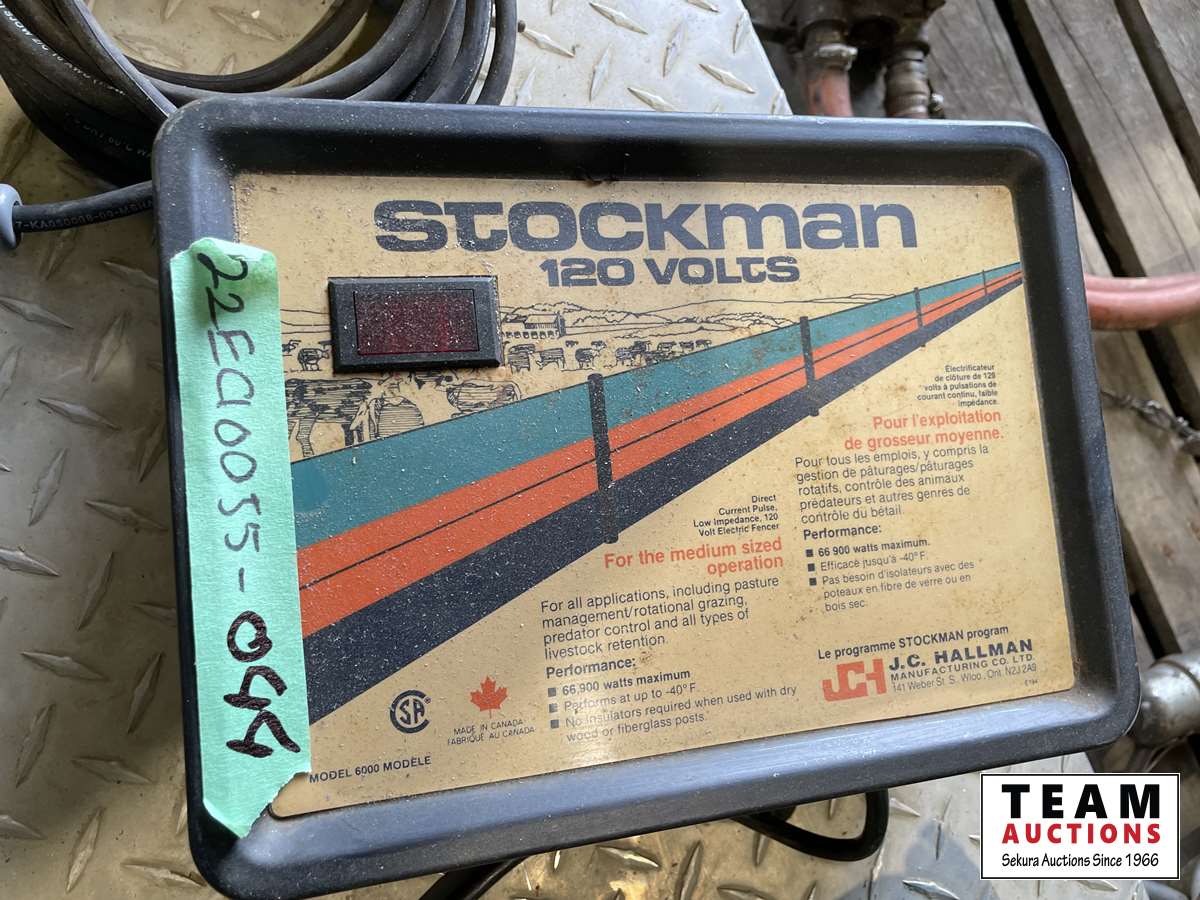 STOCKMAN
120 VOLTS
22EC10055-044
Électrificateur
de clôture de 120
volts à pulsations de
courant continu, faible
impédance.
Pour l'exploitation
de grosseur moyenne.
Pour tous les emplois, y compris la
gestion de pâturages/pâturages
rotatifs, contrôle des animaux
prédateurs et autres genres de
contrôle du bétail.
Performance:
66 900 watts maximum.
Efficace jusqu'à -40°F.
Pas besoin d'isolateurs avec des
poteaux en fibre de verre ou en
bois sec.
Direct
Current Pulse,
Low Impedance, 120
Volt Electric Fencer
For the medium sized
operation
For all applications, including pasture
management/rotational grazing,
predator control and all types of
livestock retention.
Performance:
66,900 watts maximum
Performs at up to -40°F.
No insulators required when used with dry
wood or fiberglass posts.
Le programme STOCKMAN program
JCH J.C. HALLMAN
MANUFACTURING CO. LTD.
141 Weber St. S. Wloo., Ont. N2J 2A9
SA
MADE IN CANADA
FABRIQUÉ AU CANADA
MODEL 6000 MODÈLE
TEAM
AUCTIONS
Sekura Auctions Since 1966